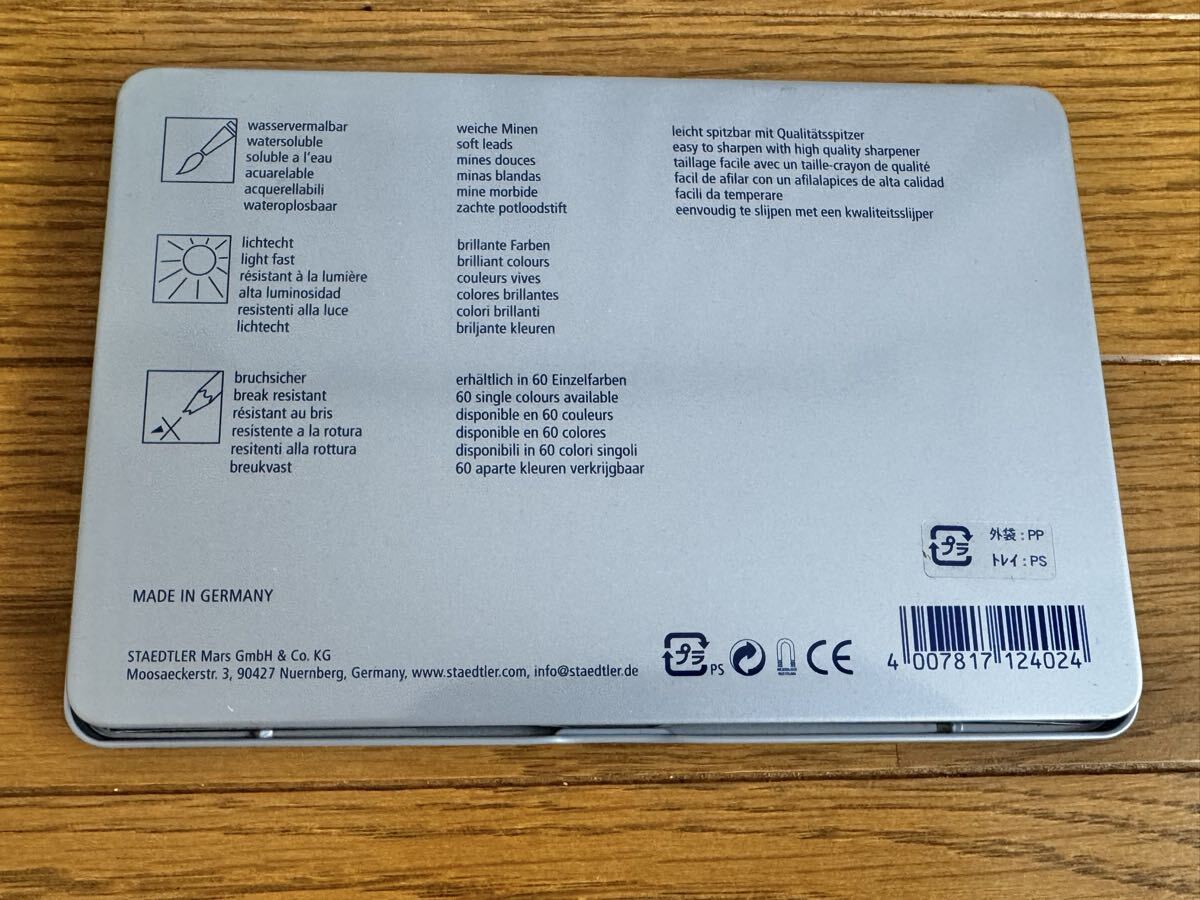 wasservermalbar
watersoluble
soluble a l'eau
acuarelable
acquerellabili
wateroplosbaar
weiche Minen
soft leads
mines douces
minas blandas
mine morbide
zachte potloodstift
leicht spitzbar mit Qualitätsspitzer
easy to sharpen with high quality sharpener
taillage facile avec un taille-crayon de qualité
facil de afilar con un afilalapices de alta calidad
facili da temperare
eenvoudig te slijpen met een kwaliteitsslijper
lichtecht
light fast
résistant à la lumière
alta luminosidad
resistenti alla luce
lichtecht
brillante Farben
brilliant colours
couleurs vives
colores brillantes
colori brillanti
briljante kleuren
bruchsicher
break resistant
résistant au bris
resistente a la rotura
resitenti alla rottura
breukvast
erhältlich in 60 Einzelfarben
60 single colours available
disponible en 60 couleurs
disponible en 60 colores
disponibili in 60 colori singoli
60 aparte kleuren verkrijgbaar
プラ
外袋:PP
トレイ:PS
MADE IN GERMANY
STAEDTLER Mars GmbH & Co. KG
Moosaeckerstr. 3, 90427 Nuernberg, Germany, www.staedtler.com, info@staedtler.de
プラ PS
CE
4 007817 124024